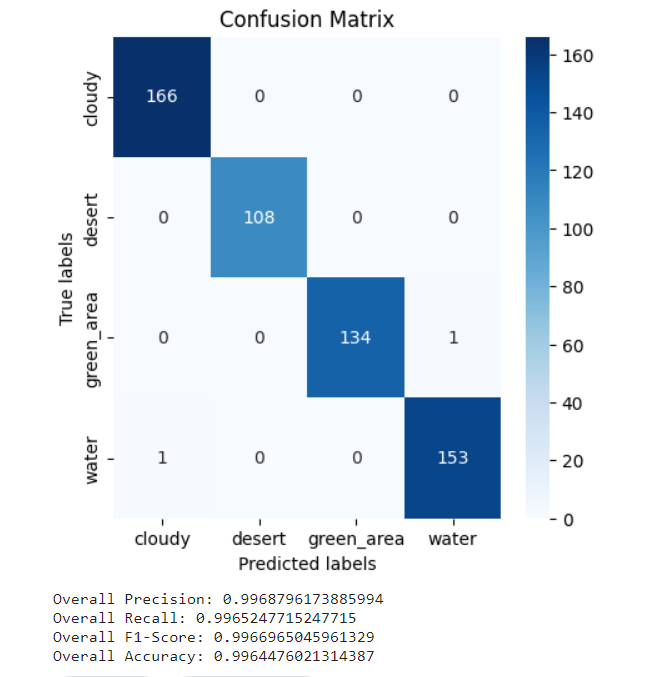 Confusion Matrix
cloudy 166 0 0 0
desert 0 108 0 0
green_area 0 0 134 1
water 1 0 0 153
cloudy desert green_area water
Predicted labels
True labels
160
140
120
100
80
60
40
20
0
Overall Precision: 0.9968796173885994
Overall Recall: 0.9965247715247715
Overall F1-Score: 0.9966965045961329
Overall Accuracy: 0.9964476021314387